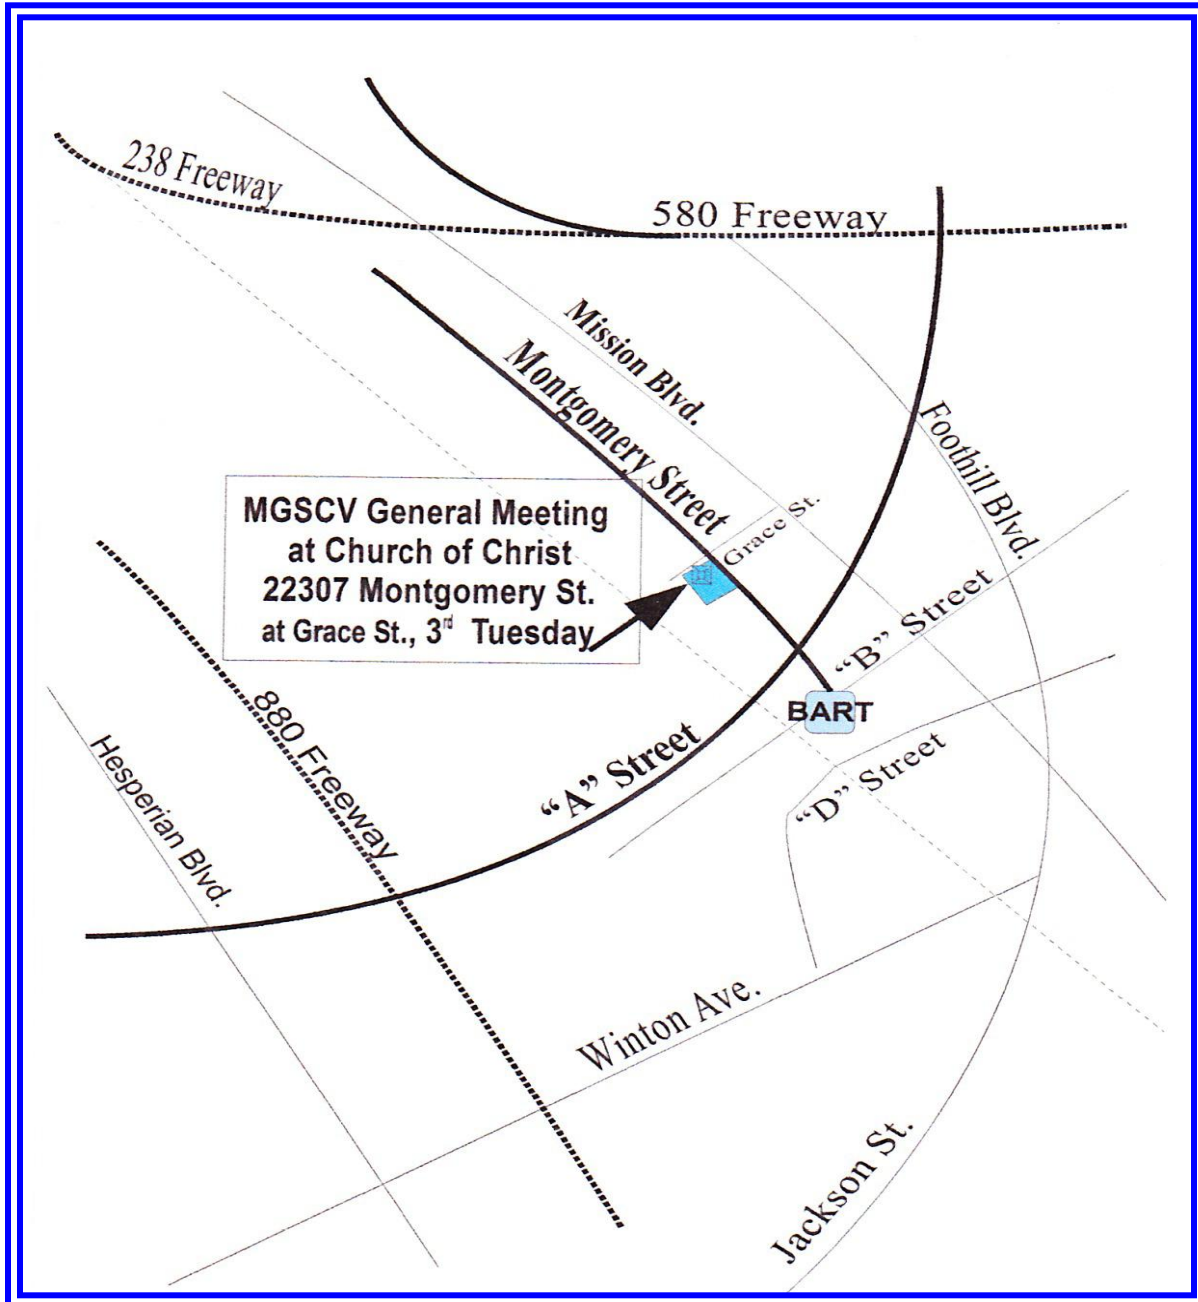 238 Freeway
580 Freeway
Mission Blvd.
Montgomery Street
Foothill Blvd.
Grace St.
MGSCV General Meeting
at Church of Christ
22307 Montgomery St.
at Grace St., 3rd Tuesday
"B" Street
BART
"A" Street
"D" Street
880 Freeway
Hesperian Blvd.
Winton Ave.
Jackson St.